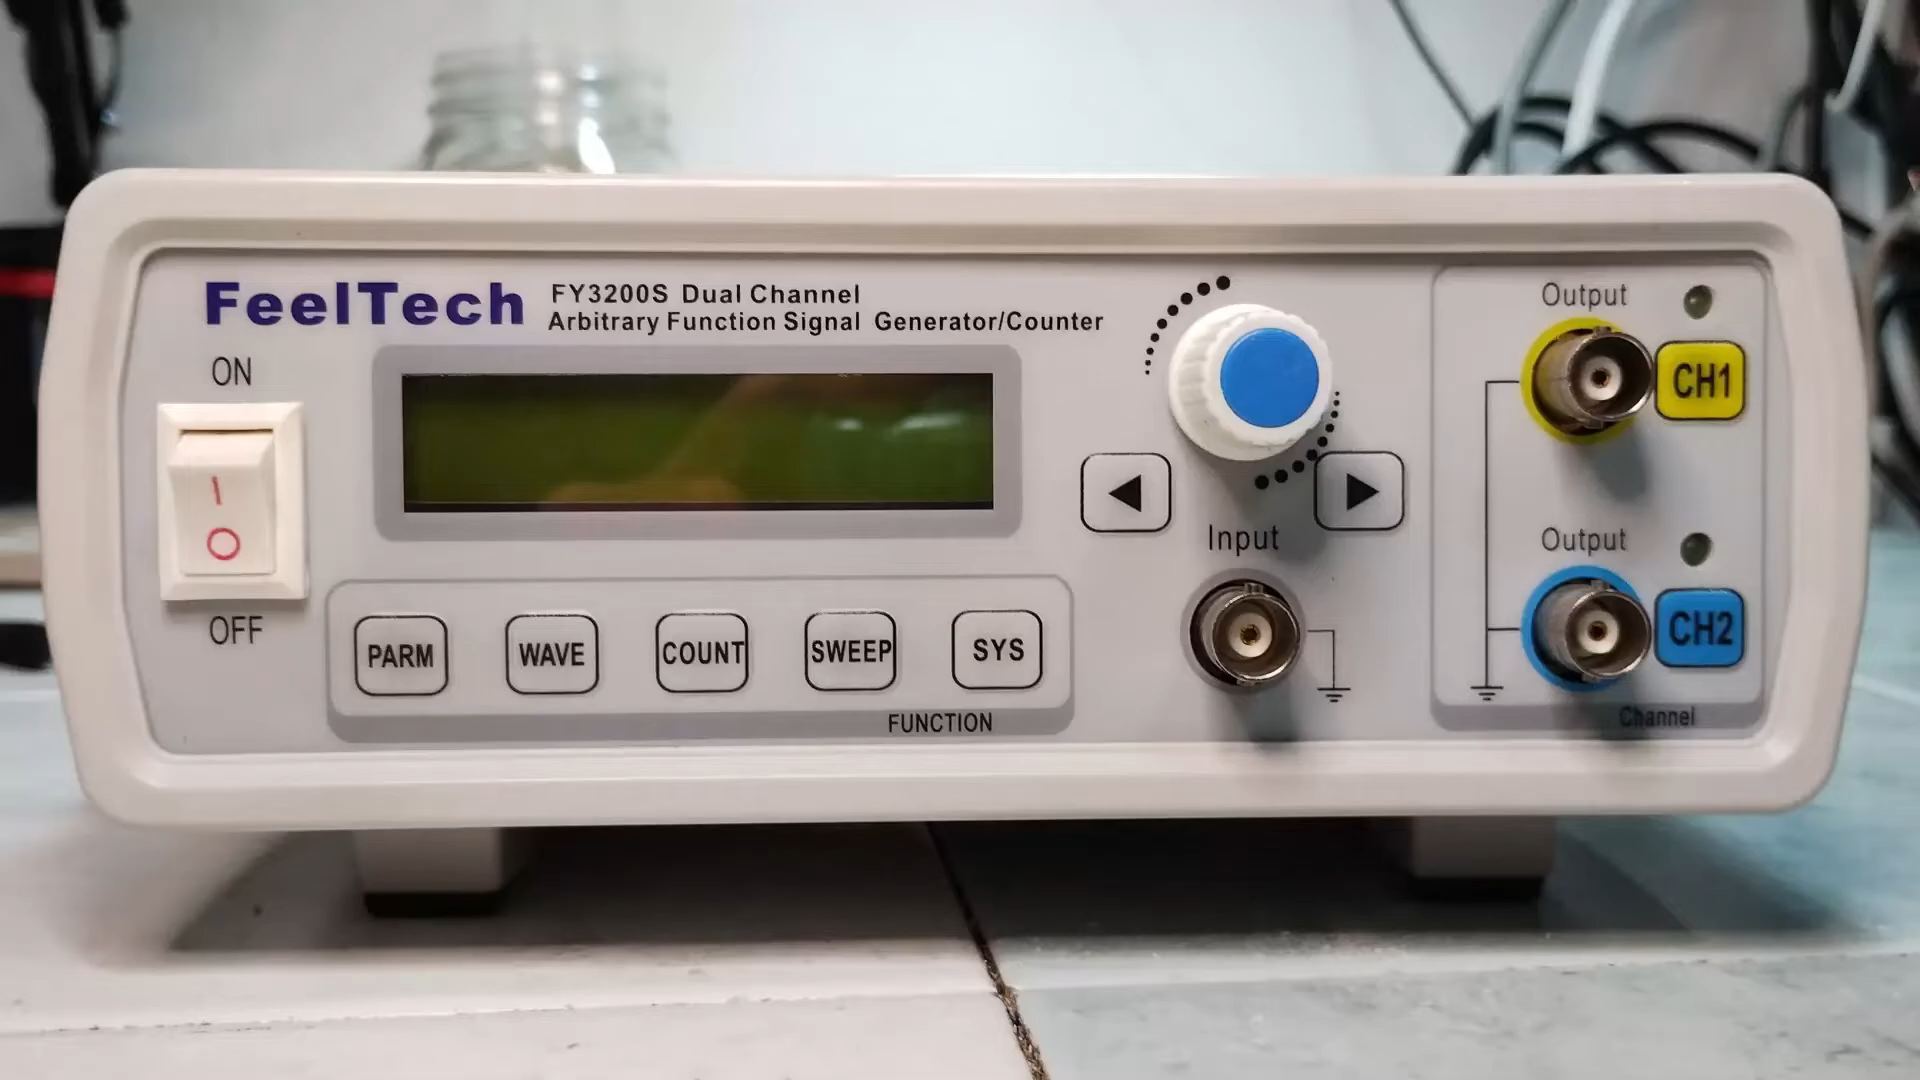 FeelTech
FY3200S Dual Channel
Arbitrary Function Signal Generator/Counter
ON
I
O
OFF
PARM
WAVE
COUNT
SWEEP
SYS
FUNCTION
Input
Output
CH1
Output
CH2
Channel